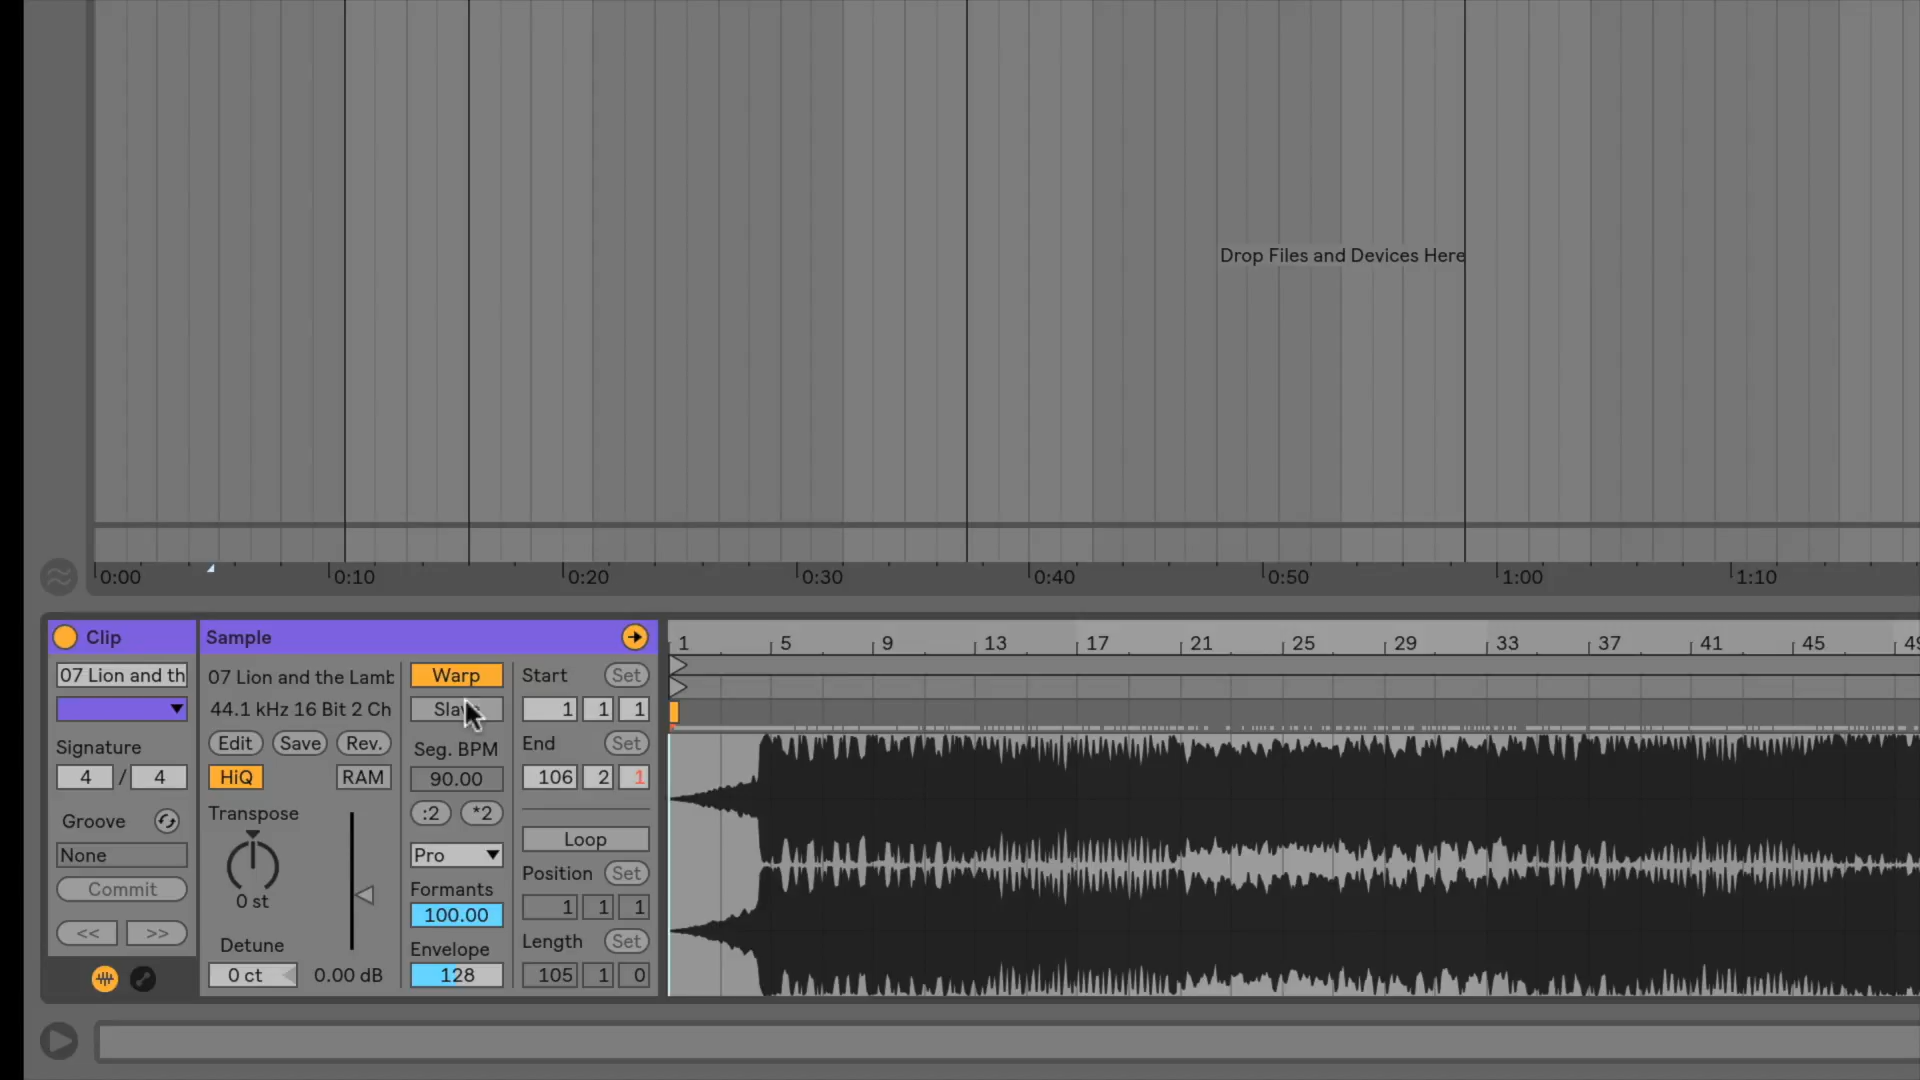 Drop Files and Devices Here
0:00 0:10 0:20 0:30 0:40 0:50 1:00 1:10
Clip
07 Lion and th
Signature
4 / 4
Groove
None
Commit
<< >>
Sample
07 Lion and the Lamb
44.1 kHz 16 Bit 2 Ch
Edit Save Rev.
HiQ RAM
Transpose
0 st
Detune
0 ct 0.00 dB
Warp
Seg. BPM
90.00
:2 *2
Pro
Formants
100.00
Envelope
128
Start Set
1 1 1
End Set
106 2 1
Loop
Position Set
1 1 1
Length Set
105 1 0
1 5 9 13 17 21 25 29 33 37 41 45